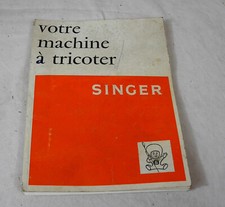 votre
machine
à tricoter
SINGER